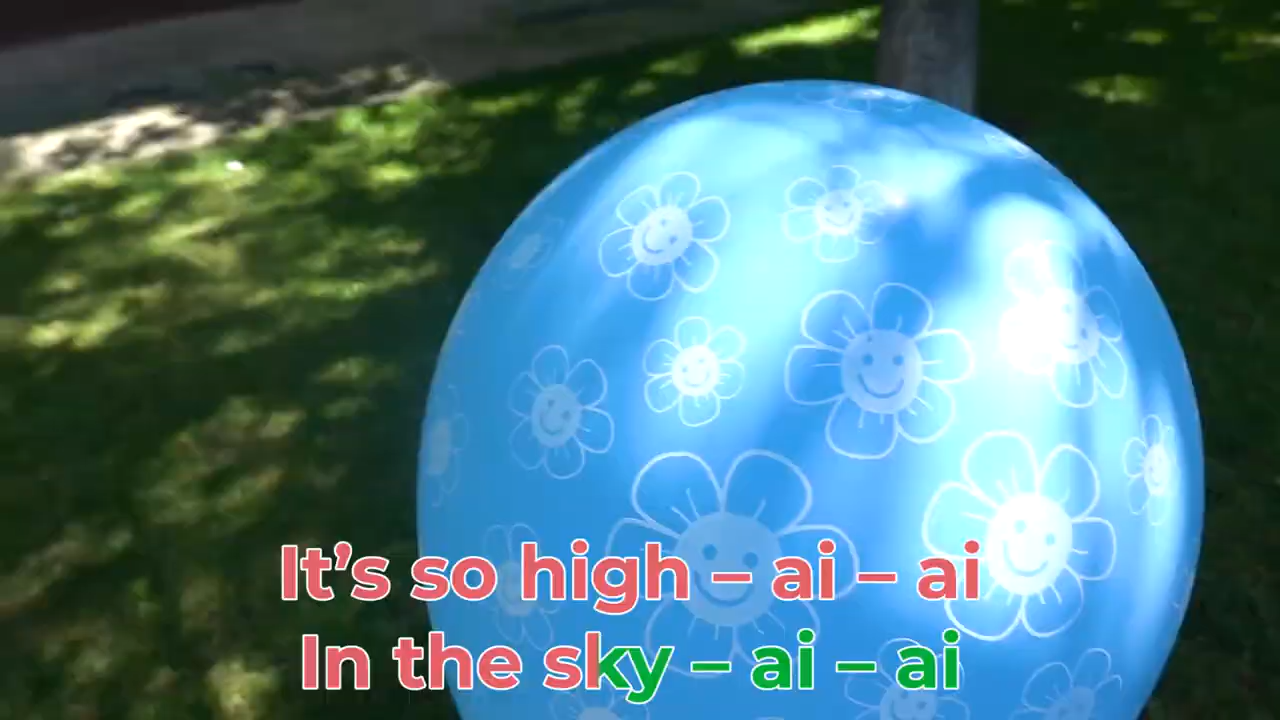 It’s so high – ai – ai
In the sky – ai – ai